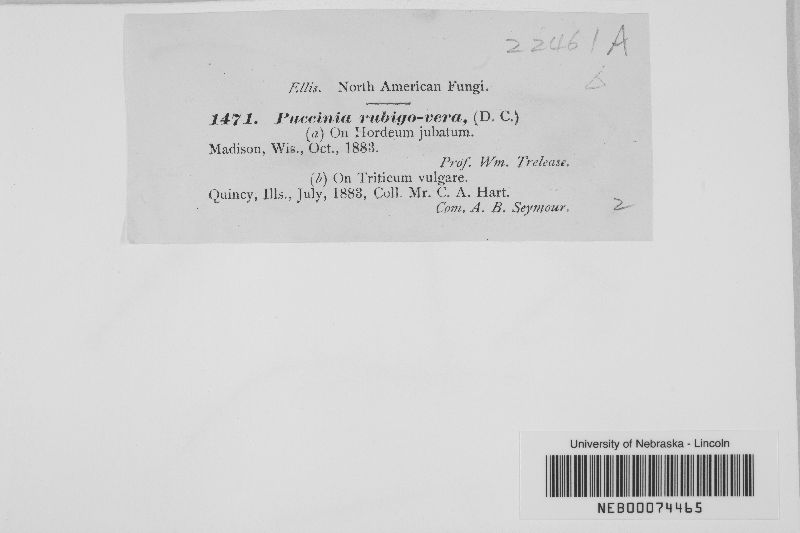 22461A
6
Ellis. North American Fungi.
1471. Puccinia rubigo-vera, (D. C.)
(a) On Hordeum jubatum.
Madison, Wis., Oct., 1883.
Prof. Wm. Trelease.
(b) On Triticum vulgare.
Quincy, Ills., July, 1883, Coll. Mr. C. A. Hart.
Com. A. B. Seymour.
2
University of Nebraska - Lincoln
NEB00074465